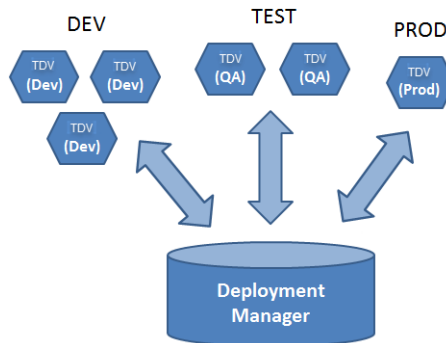 DEV
TEST
PROD
TDV
(Dev)
TDV
(Dev)
TDV
(Dev)
TDV
(QA)
TDV
(QA)
TDV
(Prod)
Deployment
Manager